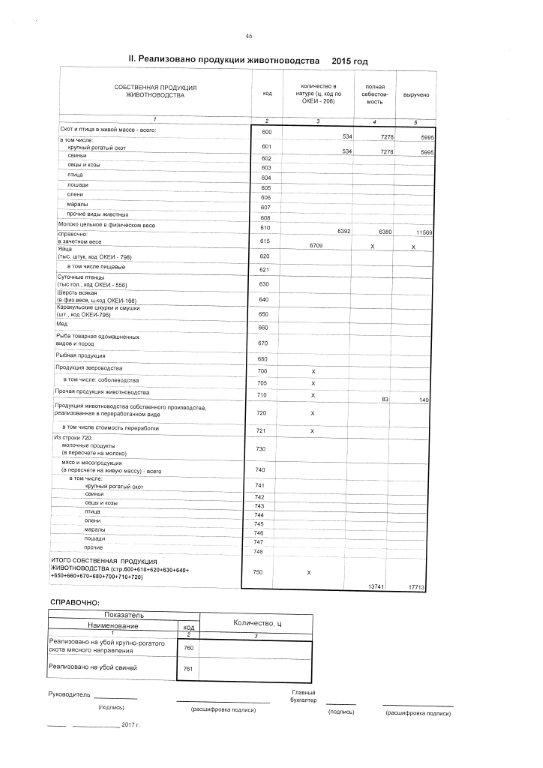 46
II. Реализовано продукции животноводства 2015 год
СОБСТВЕННАЯ ПРОДУКЦИЯ ЖИВОТНОВОДСТВА код количество в натуре (ц, код по ОКЕИ - 206) полная себестои-мость выручено
1 2 3 4 5
Скот и птица в живой массе - всего: 600 534 7278 5995
в том числе:
крупный рогатый скот 601 534 7278 5995
свиньи 602
овцы и козы 603
птица 604
лошади 605
олени 606
маралы 607
прочие виды животных 608
Молоко цельное в физическом весе 610 6392 6380 11569
справочно:
в зачетном весе 615 6709 X X
Яйца
(тыс. штук, код ОКЕИ - 798) 620
в том числе пищевые 621
Суточные птенцы
(тыс.гол., код ОКЕИ - 556) 630
Шерсть всякая
(в физ.весе, ц.код ОКЕИ-168) 640
Каракульские шкурки и смушки
(шт., код ОКЕИ-796) 650
Мед 660
Рыба товарная одомашненных
видов и пород 670
Рыбная продукция 680
Продукция звероводства 700 X
в том числе: соболеводства 705 X
Прочая продукция животноводства 710 X 83 149
Продукция животноводства собственного производства,
реализованная в переработанном виде 720 X
в том числе стоимость переработки 721 X
Из строки 720:
молочные продукты
(в пересчете на молоко) 730
мясо и мясопродукция
(в пересчете на живую массу) - всего 740
в том числе:
крупный рогатый скот 741
свиньи 742
овцы и козы 743
птица 744
олени 745
маралы 746
лошади 747
прочие 748
ИТОГО СОБСТВЕННАЯ ПРОДУКЦИЯ
ЖИВОТНОВОДСТВА (стр.600+610+620+630+640+
+650+660+670+680+700+710+720) 750 X 13741 17713
СПРАВОЧНО:
Показатель Количество, ц
Наименование код
1 2 3
Реализовано на убой крупно-рогатого
скота мясного направления 760
Реализовано на убой свиней 761
Руководитель Главный бухгалтер
(подпись) (расшифровка подписи) (подпись) (расшифровка подписи)
2017 г.